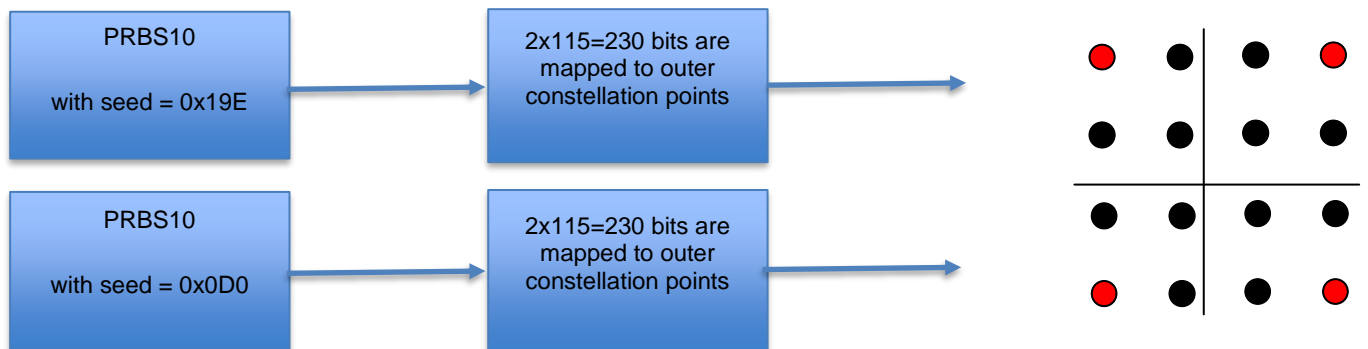 PRBS10
with seed = 0x19E
2x115=230 bits are
mapped to outer
constellation points
PRBS10
with seed = 0x0D0
2x115=230 bits are
mapped to outer
constellation points